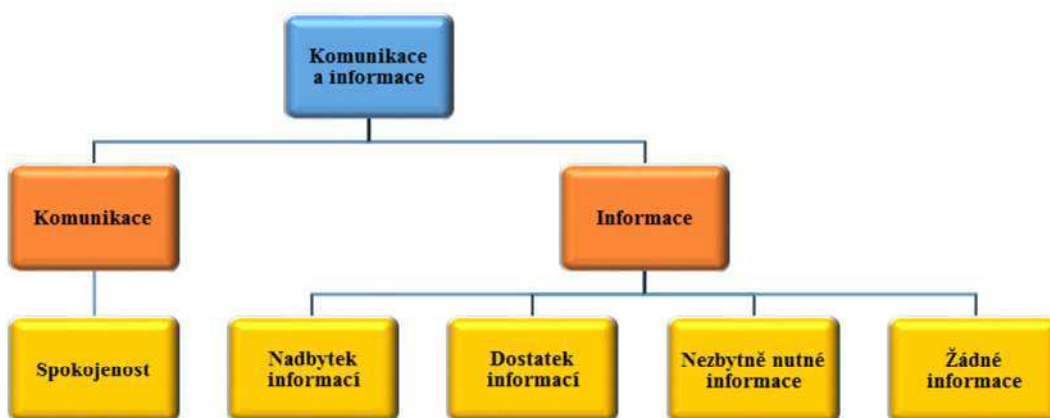 Komunikace
a informace
Komunikace
Informace
Spokojenost
Nadbytek
informací
Dostatek
informací
Nezbytně nutné
informace
Žádné
informace